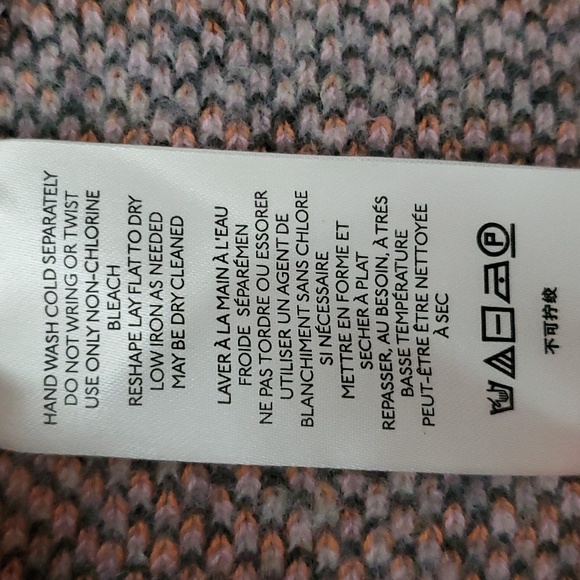 HAND WASH COLD SEPARATELY
DO NOT WRING OR TWIST
USE ONLY NON-CHLORINE
BLEACH
RESHAPE LAY FLAT TO DRY
LOW IRON AS NEEDED
MAY BE DRY CLEANED
LAVER À LA MAIN À L'EAU
FROIDE SÉPARÉMEN
NE PAS TORDRE OU ESSORER
UTILISER UN AGENT DE
BLANCHIMENT SANS CHLORE
SI NÉCESSAIRE
METTRE EN FORME ET
SECHER À PLAT
REPASSER, AU BESOIN, À TRÉS
BASSE TEMPÉRATURE
PEUT-ÊTRE ÊTRE NETTOYÉE
À SEC
P
不可拧绞